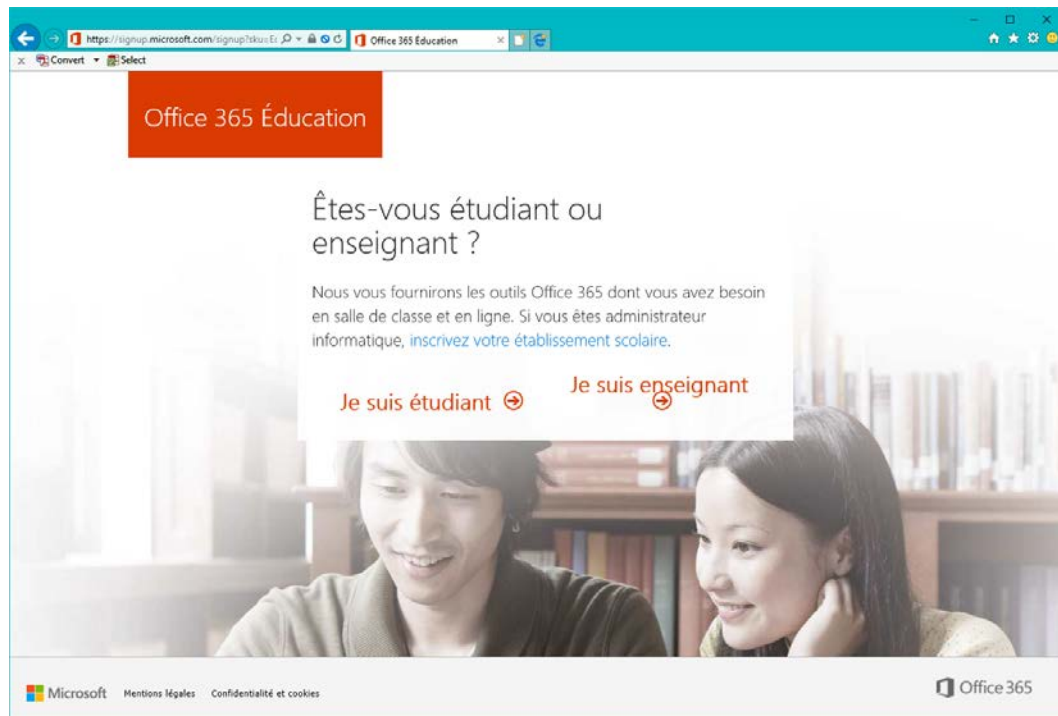 https://signup.microsoft.com/signup?sku=E
Office 365 Éducation
x Convert Select
Office 365 Éducation
Êtes-vous étudiant ou
enseignant ?
Nous vous fournirons les outils Office 365 dont vous avez besoin
en salle de classe et en ligne. Si vous êtes administrateur
informatique, inscrivez votre établissement scolaire.
Je suis étudiant
Je suis enseignant
Microsoft Mentions légales Confidentialité et cookies
Office 365